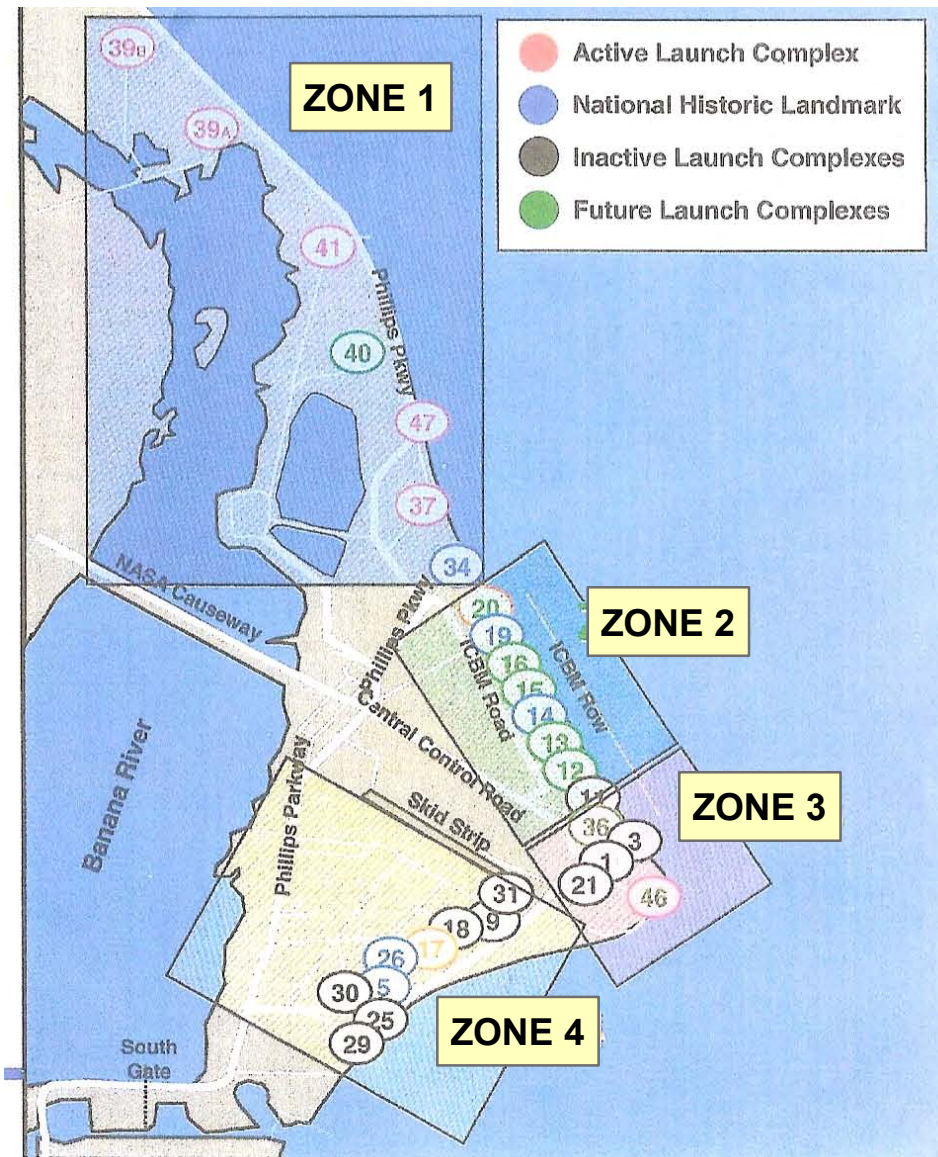 39B
ZONE 1
39A
41
Phillips Pkwy
40
47
37
34
Active Launch Complex
National Historic Landmark
Inactive Launch Complexes
Future Launch Complexes
NASA Causeway
Phillips Pkwy
ZONE 2
20
19
16
15
14
13
12
11
ICBM Road
ICBM Row
Central Control Road
Skid Strip
Banana River
Phillips Parkway
ZONE 3
36
3
1
21
46
31
9
18
17
26
5
30
25
29
ZONE 4
South
Gate